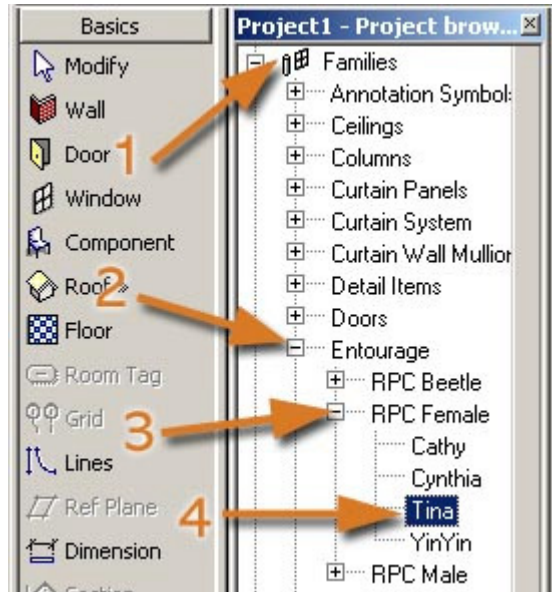 Basics
Modify
Wall
Door
Window
Component
Roof
Floor
Room Tag
Grid
Lines
Ref Plane
Dimension
Section
1
2
3
4
Project1 - Project brow...
Families
Annotation Symbol
Ceilings
Columns
Curtain Panels
Curtain System
Curtain Wall Mullior
Detail Items
Doors
Entourage
RPC Beetle
RPC Female
Cathy
Cynthia
Tina
YinYin
RPC Male